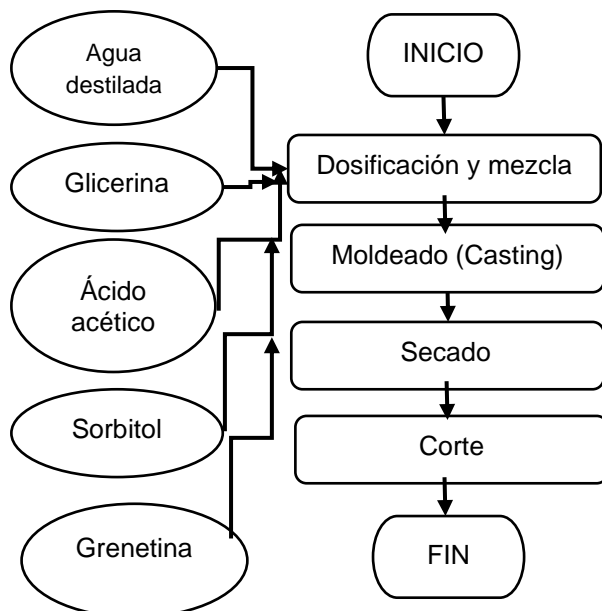 Agua
destilada
Glicerina
Ácido
acético
Sorbitol
Grenetina
INICIO
Dosificación y mezcla
Moldeado (Casting)
Secado
Corte
FIN